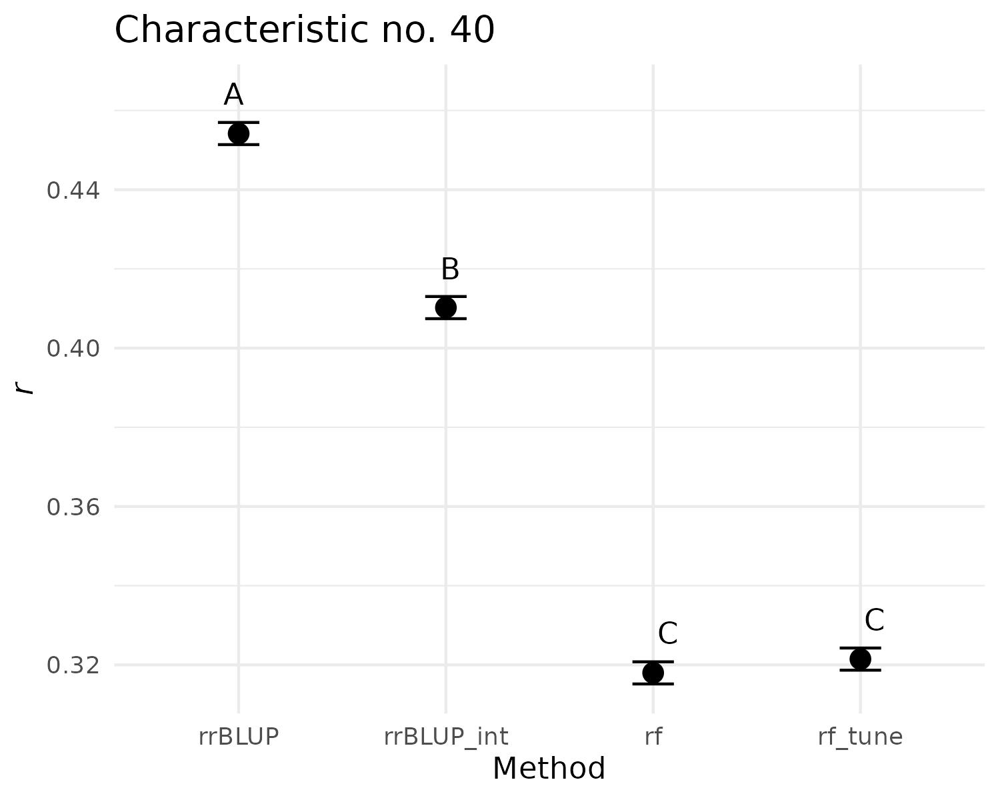 Characteristic no. 40
A
0.44
B
0.40
r
0.36
C
C
0.32
rrBLUP rrBLUP_int rf rf_tune
Method